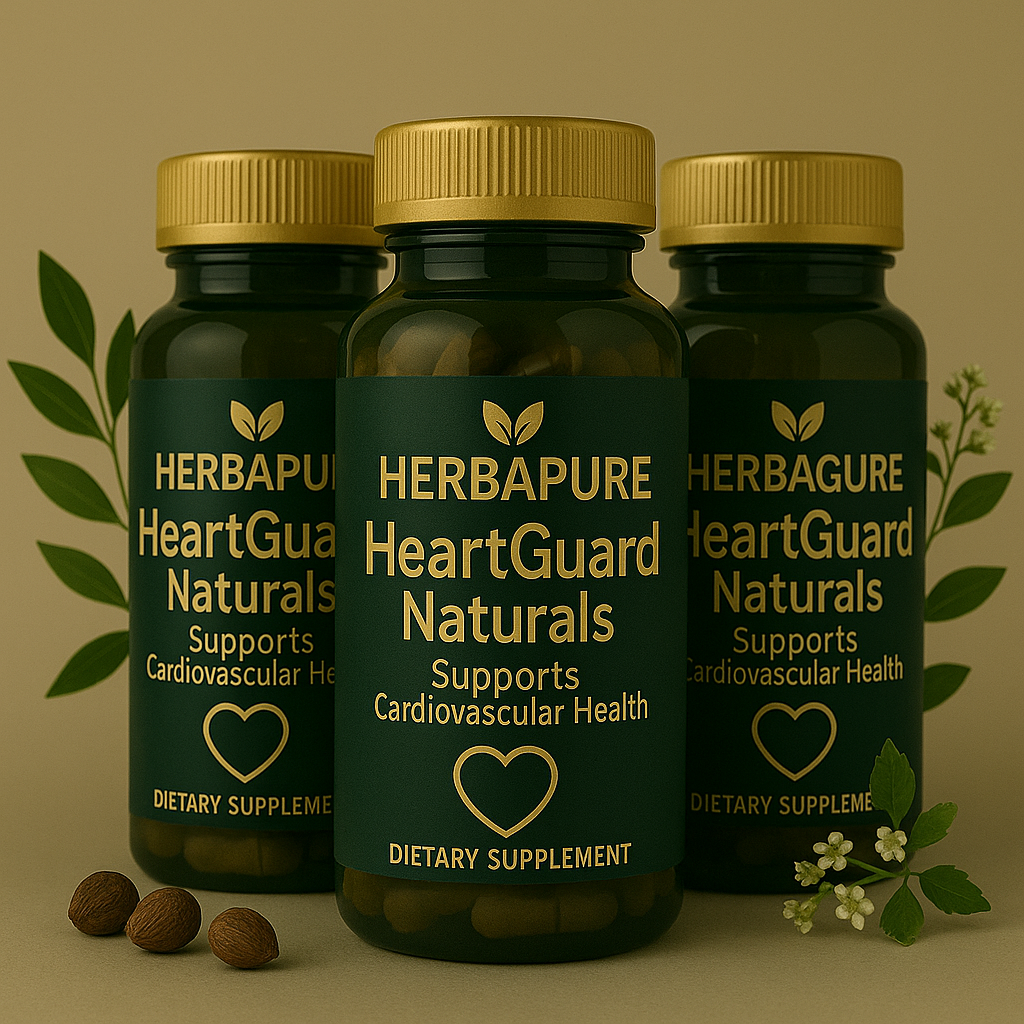 HERBAPUR
HeartGua
Naturals
Supports
Cardiovascular He
DIETARY SUPPLEME
HERBAPURE
HeartGuard
Naturals
Supports
Cardiovascular Health
DIETARY SUPPLEMENT
HERBAGURE
HeartGuard
Naturals
Supports
Cardiovascular Health
DIETARY SUPPLEME